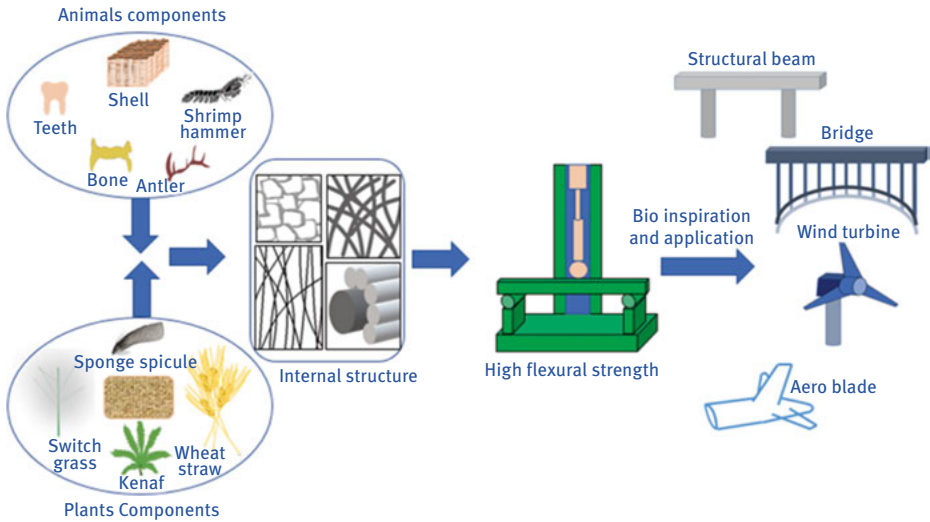 Animals components
Shell
Teeth
Shrimp
hammer
Bone
Antler
Sponge spicule
Switch
grass
Kenaf
Wheat
straw
Plants Components
Internal structure
High flexural strength
Bio inspiration
and application
Structural beam
Bridge
Wind turbine
Aero blade